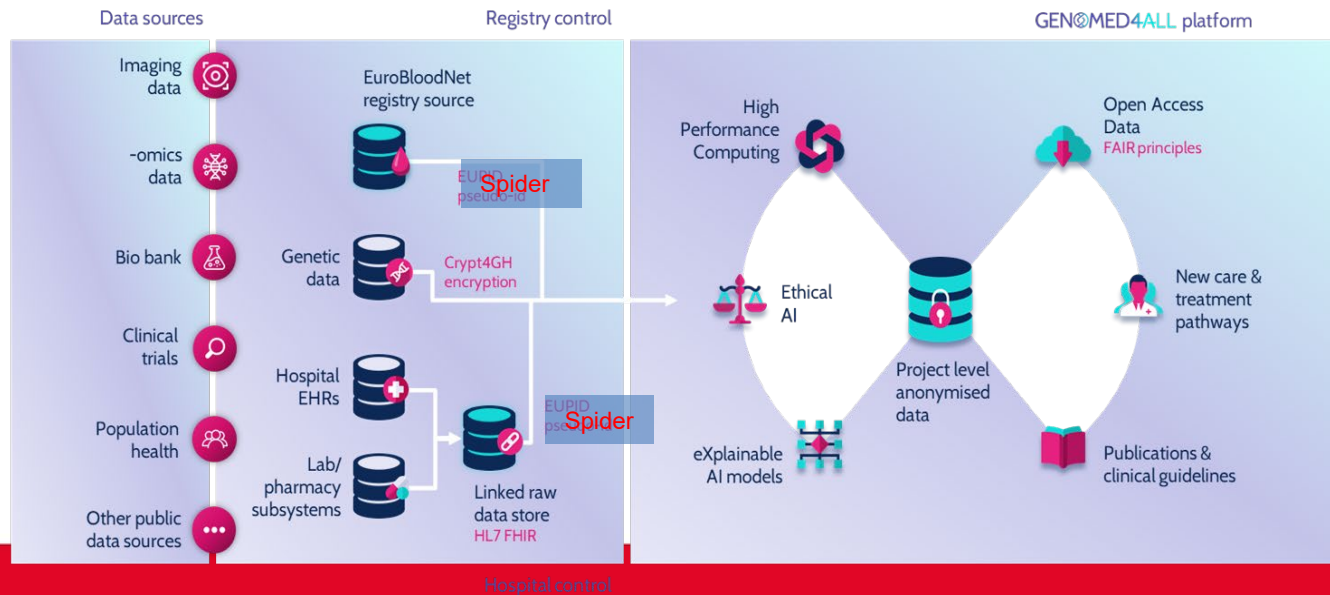 Data sources
Registry control
GENOMED4ALL platform
Imaging
data
-omics
data
Bio bank
Clinical
trials
Population
health
Other public
data sources
EuroBloodNet
registry source
EUPID
pseudo-id
Spider
Genetic
data
Crypt4GH
encryption
Hospital
EHRs
Lab/
pharmacy
subsystems
EUPID
Spider
Linked raw
data store
HL7 FHIR
Hospital control
High
Performance
Computing
Ethical
AI
eXplainable
AI models
Project level
anonymised
data
Open Access
Data
FAIR principles
New care &
treatment
pathways
Publications &
clinical guidelines